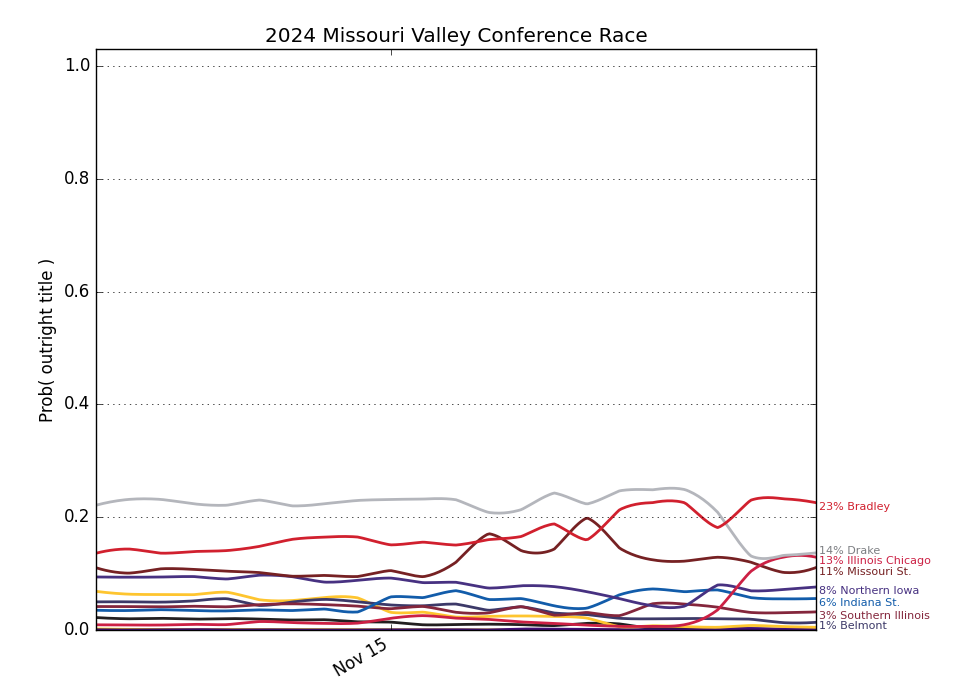 2024 Missouri Valley Conference Race
Prob( outright title )
1.0
0.8
0.6
0.4
0.2
0.0
Nov 15
23% Bradley
14% Drake
13% Illinois Chicago
11% Missouri St.
8% Northern Iowa
6% Indiana St.
3% Southern Illinois
1% Belmont